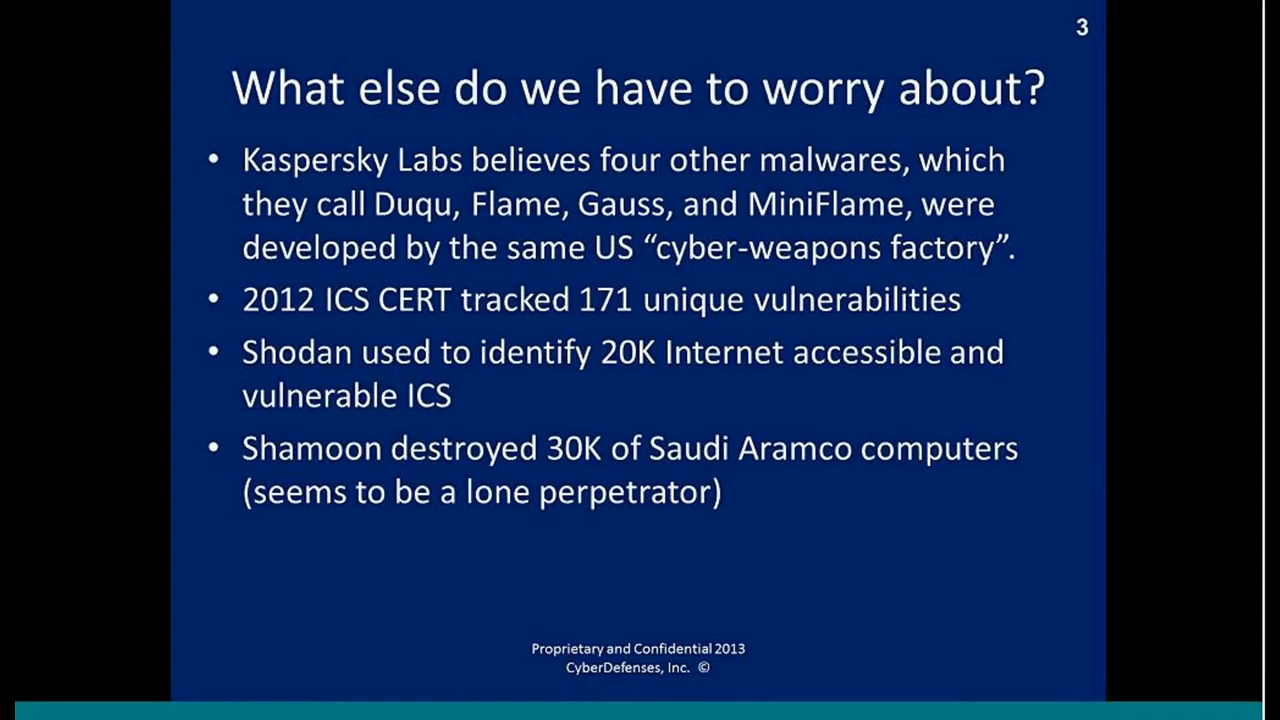 3
What else do we have to worry about?
• Kaspersky Labs believes four other malwares, which
they call Duqu, Flame, Gauss, and MiniFlame, were
developed by the same US “cyber-weapons factory”.
• 2012 ICS CERT tracked 171 unique vulnerabilities
• Shodan used to identify 20K Internet accessible and
vulnerable ICS
• Shamoon destroyed 30K of Saudi Aramco computers
(seems to be a lone perpetrator)
Proprietary and Confidential 2013
CyberDefenses, Inc. ©